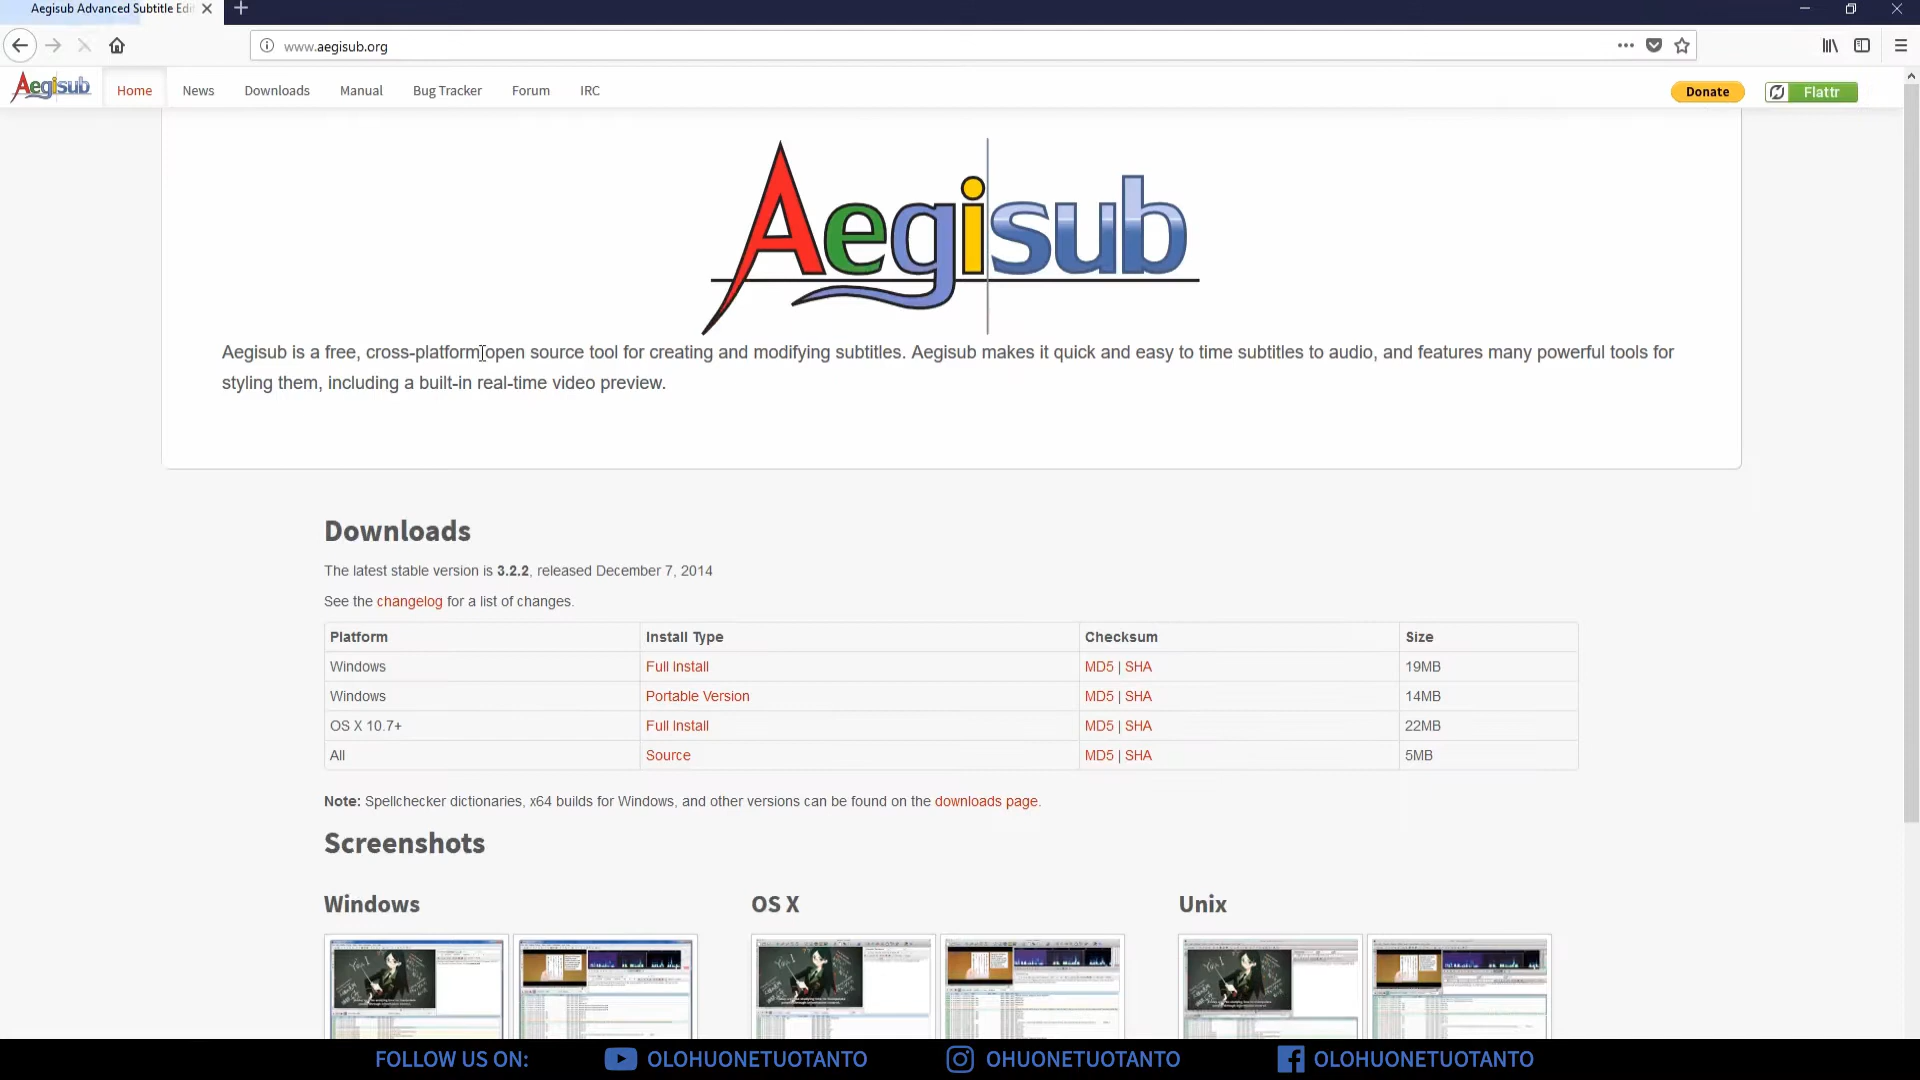 Aegisub Advanced Subtitle Edi
www.aegisub.org
Aegisub
Home
News
Downloads
Manual
Bug Tracker
Forum
IRC
Donate
Flattr
Aegisub
Aegisub is a free, cross-platform open source tool for creating and modifying subtitles. Aegisub makes it quick and easy to time subtitles to audio, and features many powerful tools for
styling them, including a built-in real-time video preview.
Downloads
The latest stable version is 3.2.2, released December 7, 2014
See the changelog for a list of changes.
Platform Install Type Checksum Size
Windows Full Install MD5 | SHA 19MB
Windows Portable Version MD5 | SHA 14MB
OS X 10.7+ Full Install MD5 | SHA 22MB
All Source MD5 | SHA 5MB
Note: Spellchecker dictionaries, x64 builds for Windows, and other versions can be found on the downloads page.
Screenshots
Windows
OS X
Unix
FOLLOW US ON: OLOHUONETUOTANTO OHUONETUOTANTO OLOHUONETUOTANTO